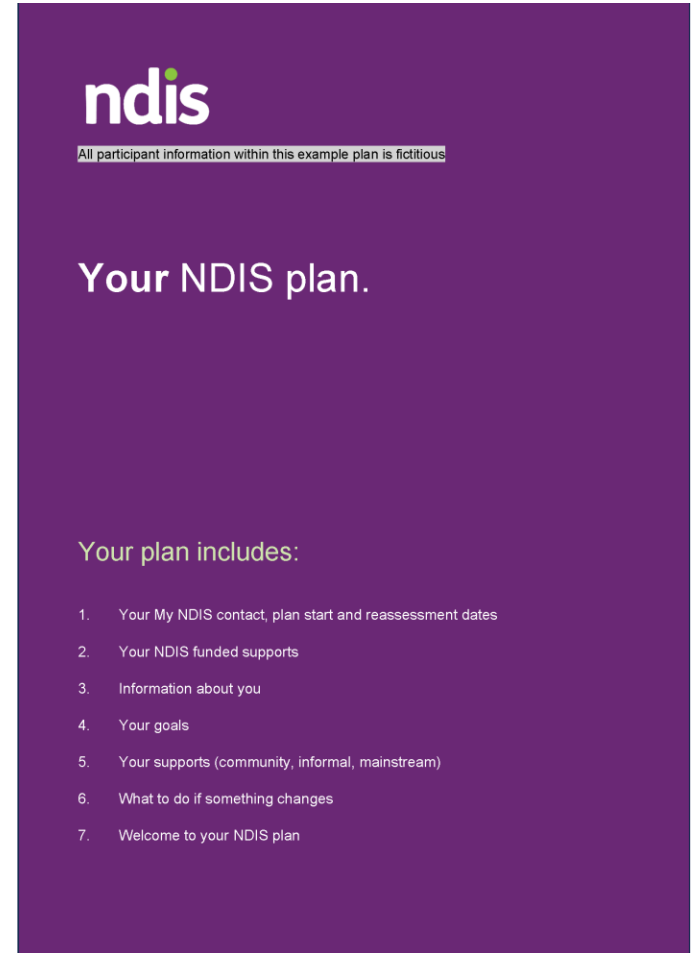 ndis
All participant information within this example plan is fictitious
Your NDIS plan.
Your plan includes:
1. Your My NDIS contact, plan start and reassessment dates
2. Your NDIS funded supports
3. Information about you
4. Your goals
5. Your supports (community, informal, mainstream)
6. What to do if something changes
7. Welcome to your NDIS plan